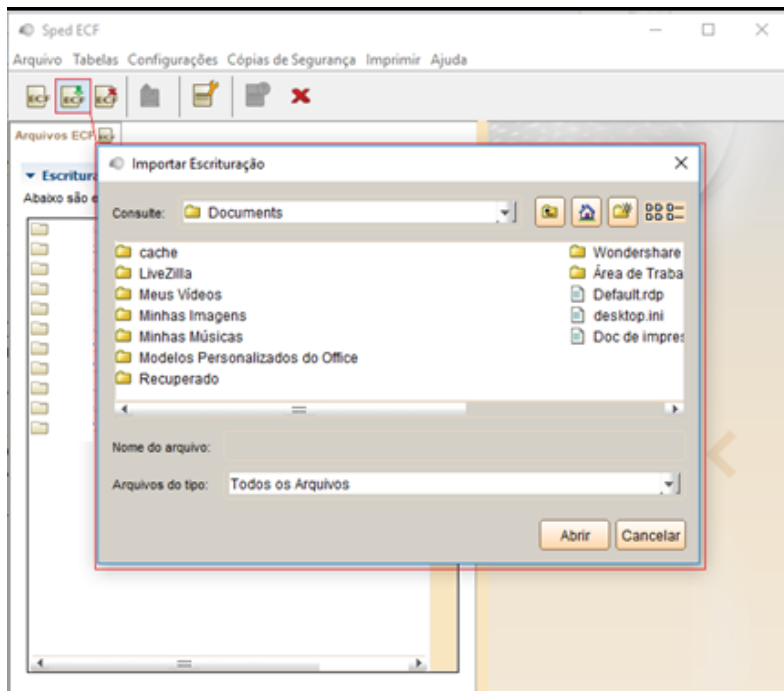 Sped ECF
Arquivo Tabelas Configurações Cópias de Segurança Imprimir Ajuda
ECF ECF ECF
Arquivos ECF
Escritura
Abaixo são e
Importar Escrituração
Consulte: Documents
cache
LiveZilla
Meus Vídeos
Minhas Imagens
Minhas Músicas
Modelos Personalizados do Office
Recuperado
Wondershare
Área de Traba
Default.rdp
desktop.ini
Doc de impres
Nome do arquivo:
Arquivos do tipo: Todos os Arquivos
Abrir Cancelar